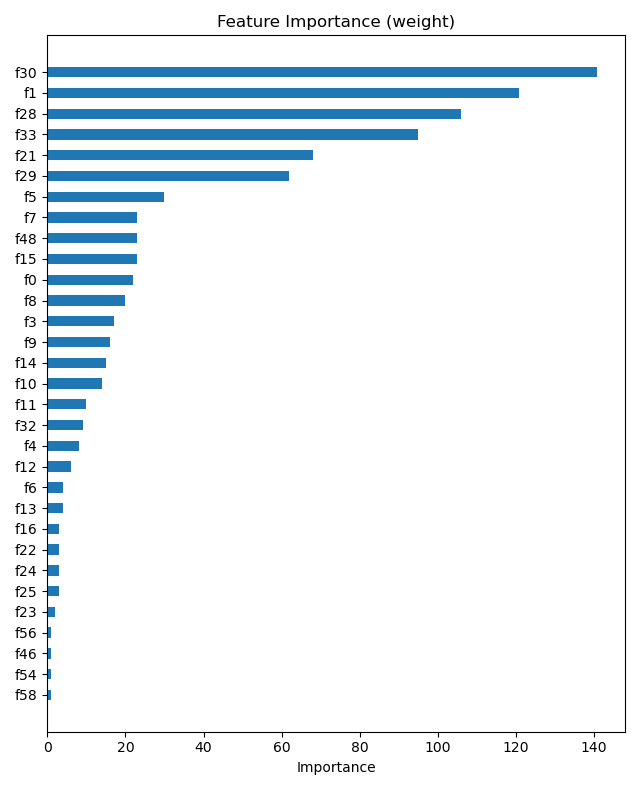 Feature Importance (weight)
f30
f1
f28
f33
f21
f29
f5
f7
f48
f15
f0
f8
f3
f9
f14
f10
f11
f32
f4
f12
f6
f13
f16
f22
f24
f25
f23
f56
f46
f54
f58
0 20 40 60 80 100 120 140
Importance